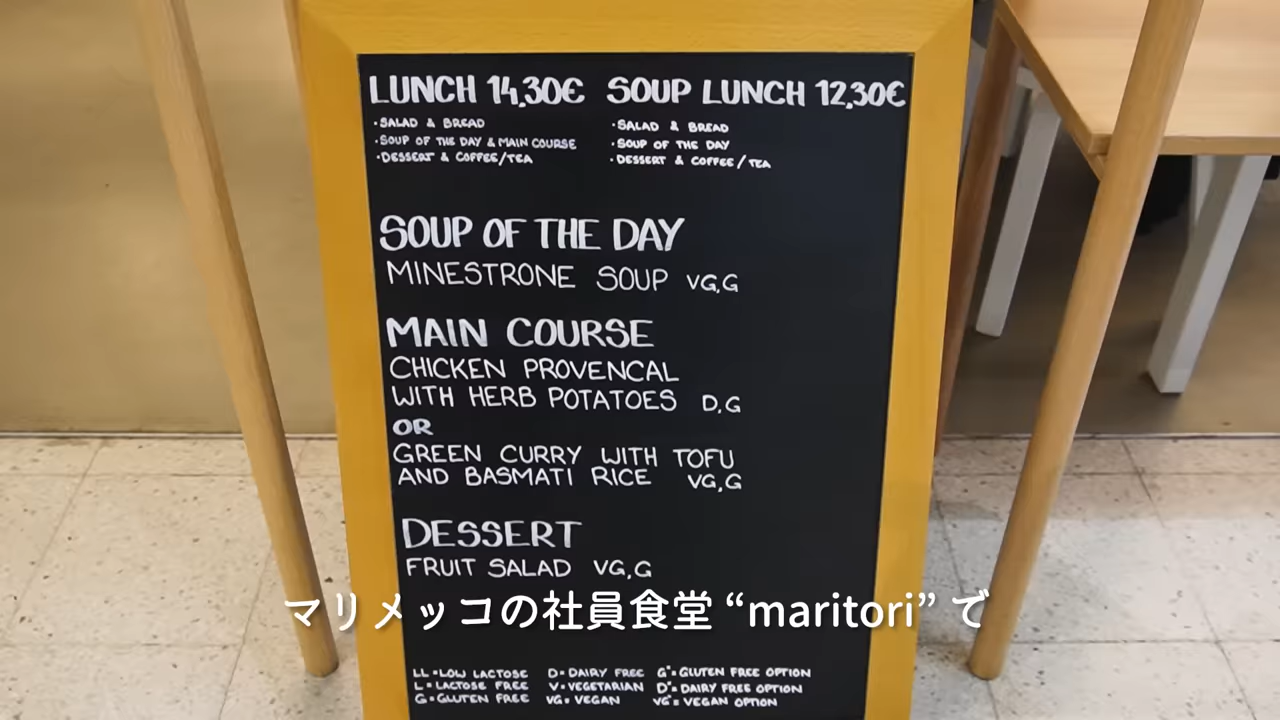 LUNCH 14,30€
· SALAD & BREAD
· SOUP OF THE DAY & MAIN COURSE
· DESSERT & COFFEE/TEA
SOUP LUNCH 12,30€
· SALAD & BREAD
· SOUP OF THE DAY
· DESSERT & COFFEE/TEA
SOUP OF THE DAY
MINESTRONE SOUP VG,G
MAIN COURSE
CHICKEN PROVENCAL
WITH HERB POTATOES D,G
OR
GREEN CURRY WITH TOFU
AND BASMATI RICE VG,G
DESSERT
FRUIT SALAD VG,G
マリメッコの社員食堂 “maritori” で
LL = LOW LACTOSE D = DAIRY FREE G* = GLUTEN FREE OPTION
L = LACTOSE FREE V = VEGETARIAN D* = DAIRY FREE OPTION
G = GLUTEN FREE VG = VEGAN VG* = VEGAN OPTION